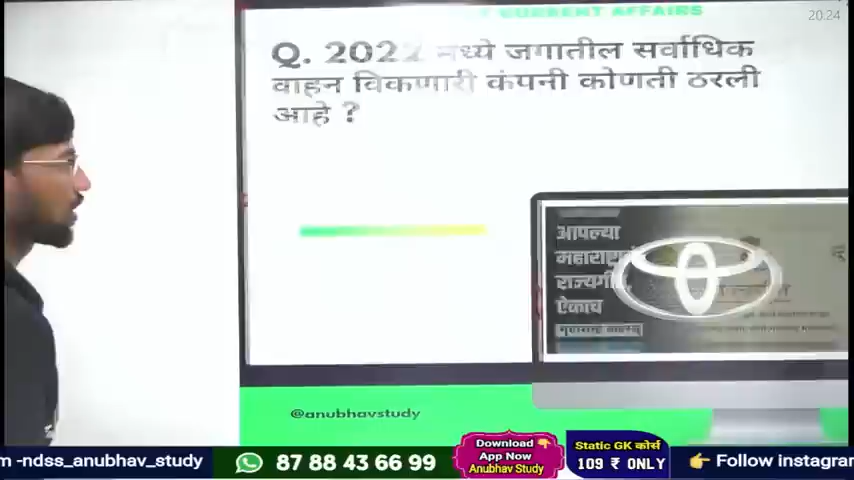 CURRENT AFFAIRS
20:24
Q. 2022 मध्ये जगातील सर्वाधिक
वाहन विकणारी कंपनी कोणती ठरली
आहे ?
आपल्या
महाराष्ट्र
राज्यगी
ऐकाच
@anubhavstudy
m -ndss_anubhav_study
87 88 43 66 99
Download
App Now
Anubhav Study
Static GK कोर्स
109 ₹ ONLY
Follow instagram